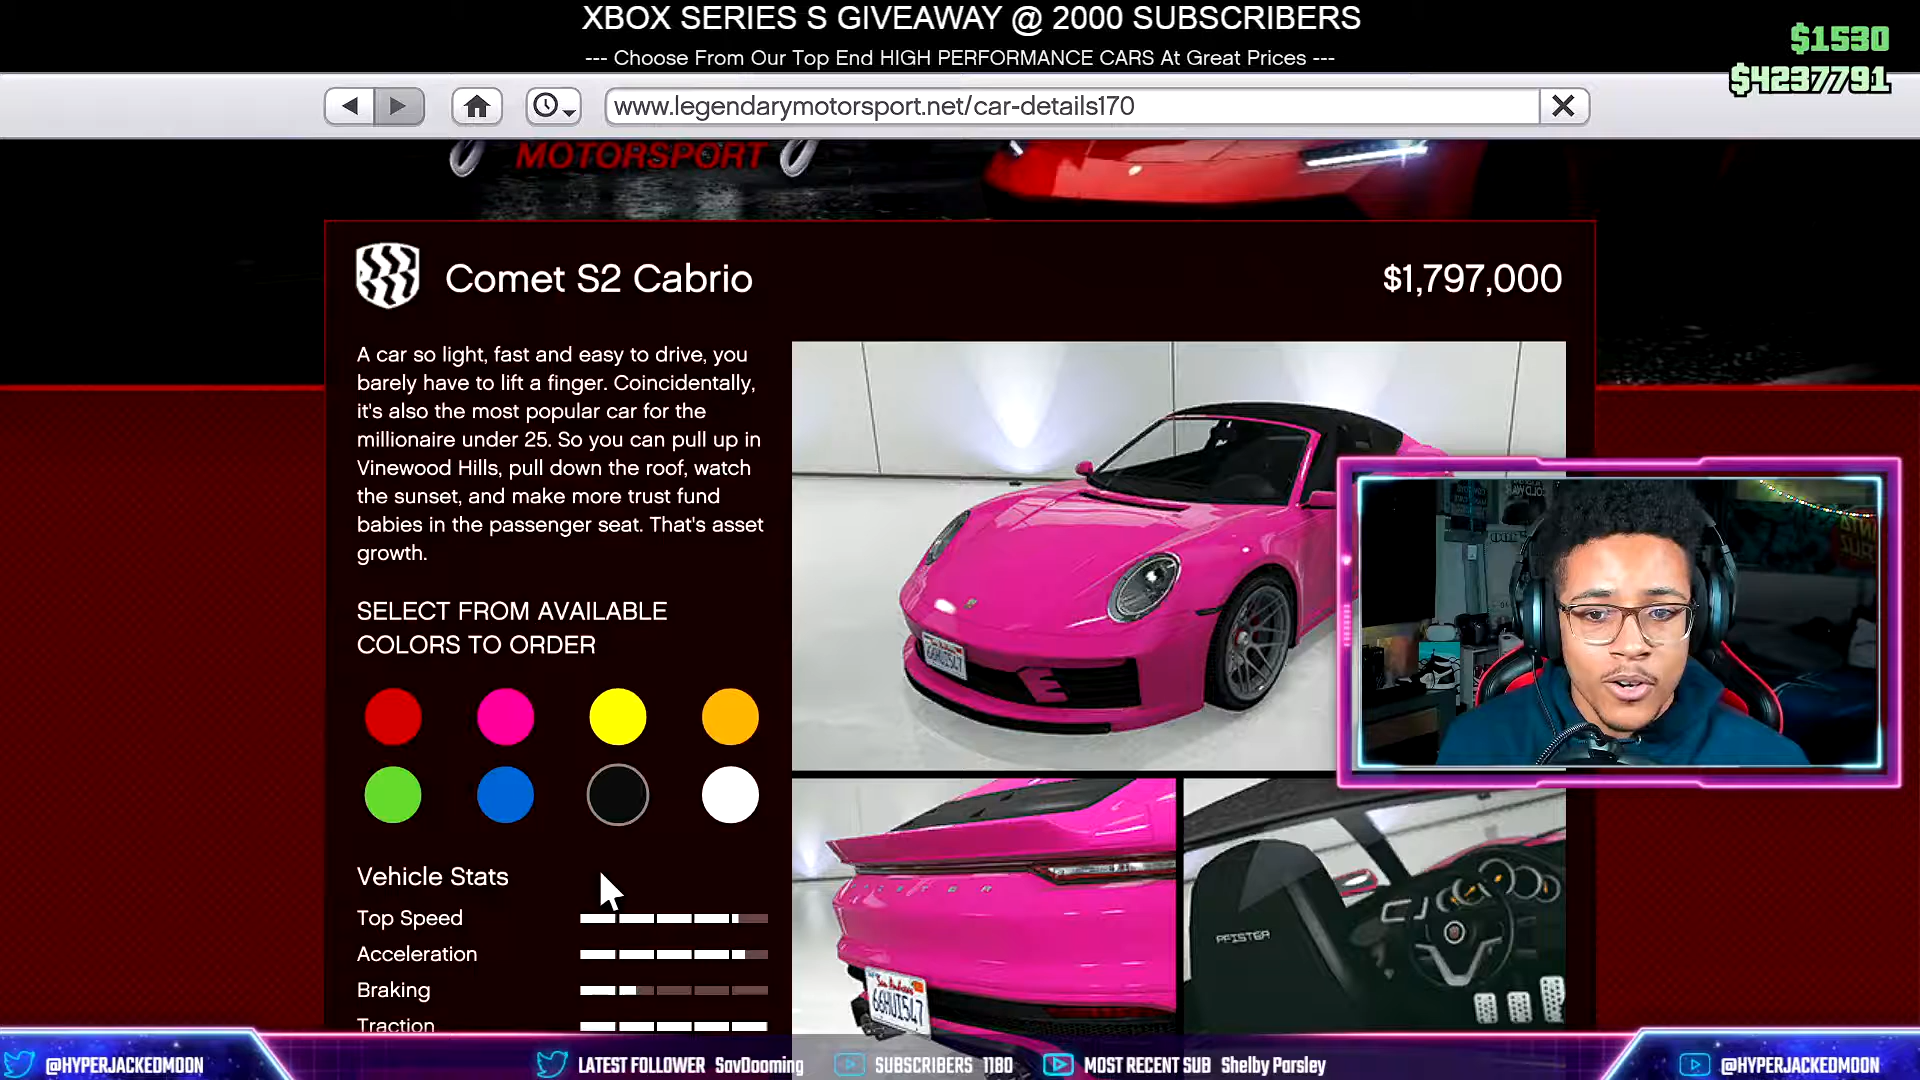 XBOX SERIES S GIVEAWAY @ 2000 SUBSCRIBERS
--- Choose From Our Top End HIGH PERFORMANCE CARS At Great Prices ---
$1530
$4237791
www.legendarymotorsport.net/car-details170
MOTORSPORT
Comet S2 Cabrio
$1,797,000
A car so light, fast and easy to drive, you
barely have to lift a finger. Coincidentally,
it's also the most popular car for the
millionaire under 25. So you can pull up in
Vinewood Hills, pull down the roof, watch
the sunset, and make more trust fund
babies in the passenger seat. That's asset
growth.
SELECT FROM AVAILABLE
COLORS TO ORDER
Vehicle Stats
Top Speed
Acceleration
Braking
Traction
PFISTER
San Andreas
66HUI547
@HYPERJACKEDMOON
LATEST FOLLOWER SavDooming
SUBSCRIBERS 1180
MOST RECENT SUB Shelby Parsley
@HYPERJACKEDMOON